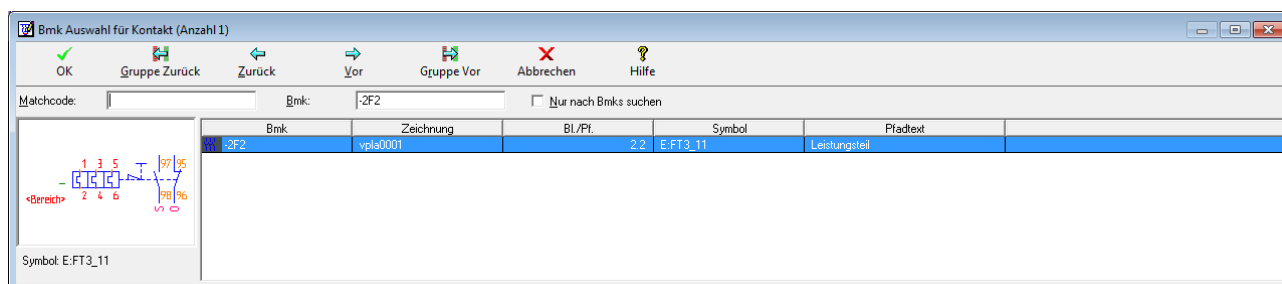 Bmk Auswahl für Kontakt (Anzahl 1)
OK Gruppe Zurück Zurück Vor Gruppe Vor Abbrechen Hilfe
Matchcode: Bmk: -2F2 Nur nach Bmks suchen
Bmk Zeichnung Bl./Pf. Symbol Pfadtext
-2F2 vpla0001 2.2 E:FT3_11 Leistungsteil
1 3 5 97 95
<Bereich> 2 4 6 98 96
S O
Symbol: E:FT3_11